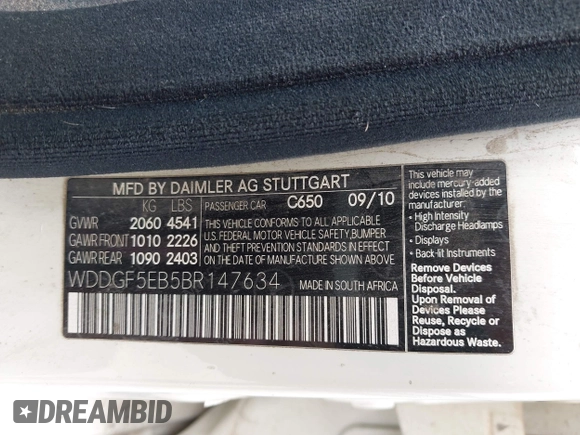 MFD BY DAIMLER AG STUTTGART
KG LBS PASSENGER CAR C650 09/10
GVWR 2060 4541
GAWR FRONT 1010 2226
GAWR REAR 1090 2403
THIS VEHICLE CONFORMS TO ALL APPLICABLE
U.S. FEDERAL MOTOR VEHICLE SAFETY, BUMPER
AND THEFT PREVENTION STANDARDS IN EFFECT
ON THE DATE OF MANUFACTURE SHOWN ABOVE
WDDGF5EB5BR147634 MADE IN SOUTH AFRICA
This vehicle may
include mercury-added
devices installed by the
manufacturer:
• High Intensity
Discharge Headlamps
• Displays
• Back-lit Instruments
Remove Devices
Before Vehicle
Disposal.
Upon Removal of
Devices Please
Reuse, Recycle or
Dispose as
Hazardous Waste.
DREAMBID